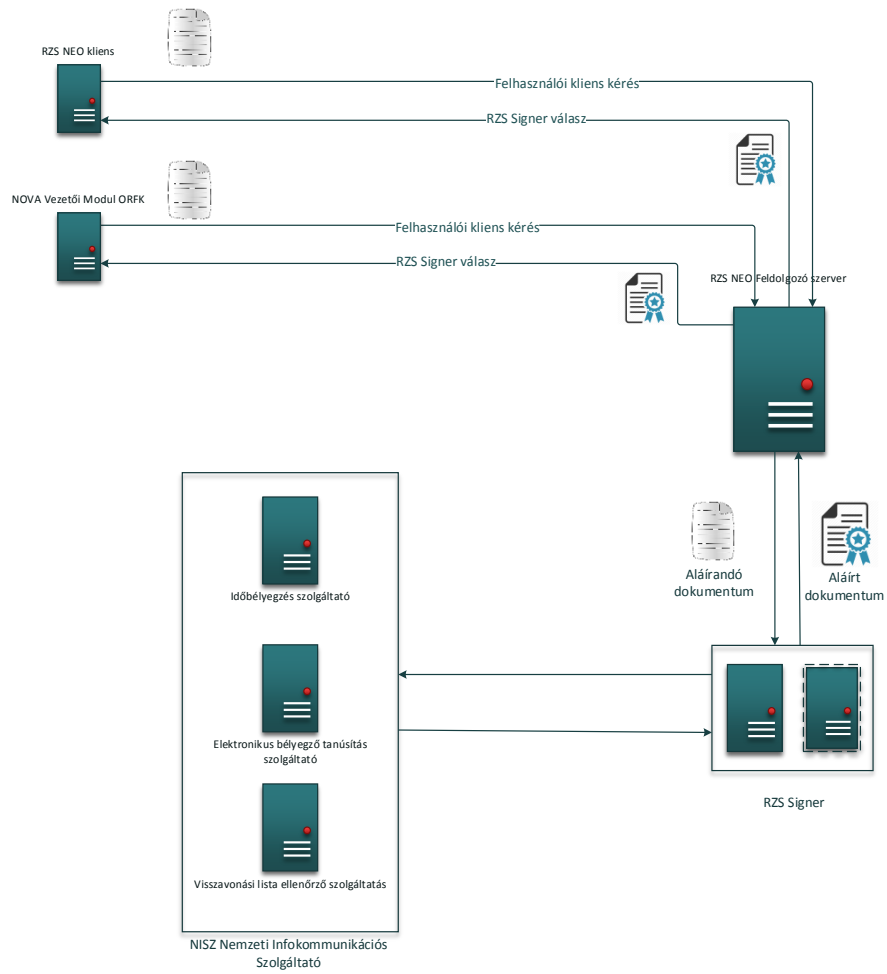 RZS NEO kliens
Felhasználói kliens kérés
RZS Signer válasz
NOVA Vezetői Modul ORFK
Felhasználói kliens kérés
RZS Signer válasz
RZS NEO Feldolgozó szerver
Aláírandó
dokumentum
Aláírt
dokumentum
Időbélyegzés szolgáltató
Elektronikus bélyegző tanúsítás
szolgáltató
Visszavonási lista ellenőrző szolgáltatás
RZS Signer
NISZ Nemzeti Infokommunikációs
Szolgáltató